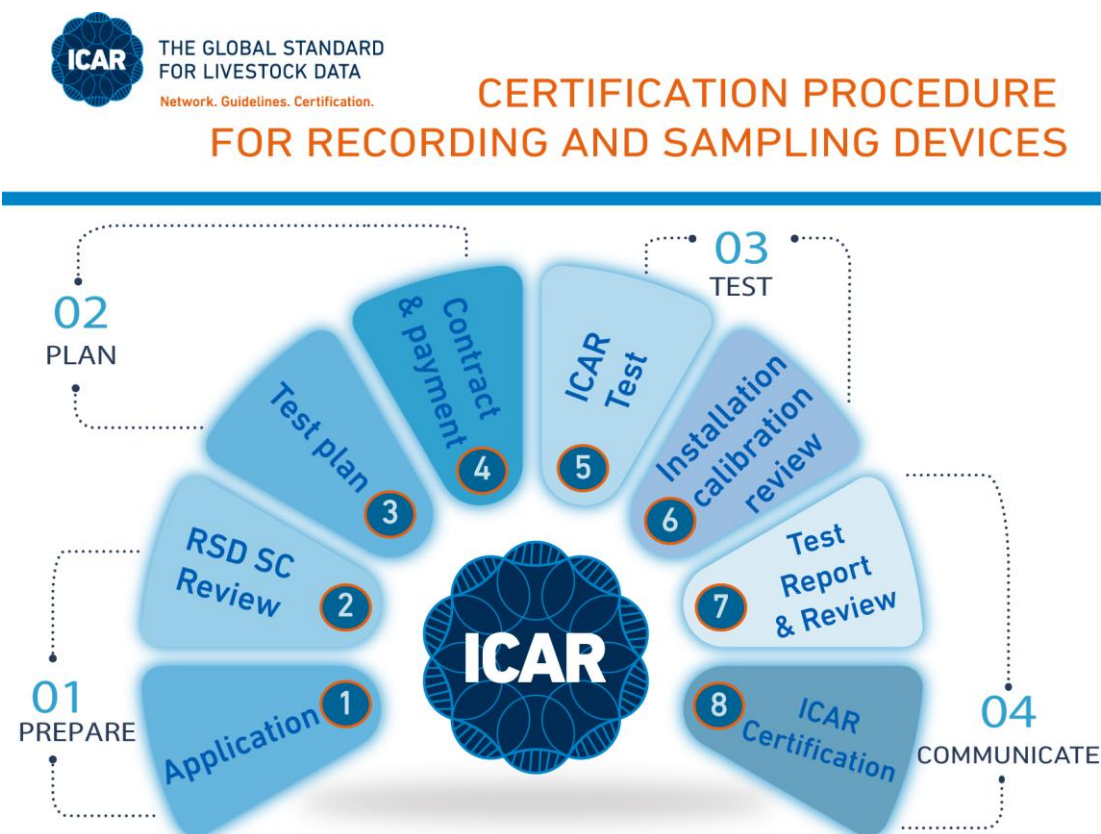 ICAR
THE GLOBAL STANDARD
FOR LIVESTOCK DATA
Network. Guidelines. Certification.
CERTIFICATION PROCEDURE
FOR RECORDING AND SAMPLING DEVICES
01
PREPARE
Application
1
RSD SC
Review
2
02
PLAN
Test plan
3
Contract
& payment
4
03
TEST
ICAR
Test
5
Installation
calibration
review
6
04
COMMUNICATE
Test
Report
& Review
7
8
ICAR
Certification
ICAR